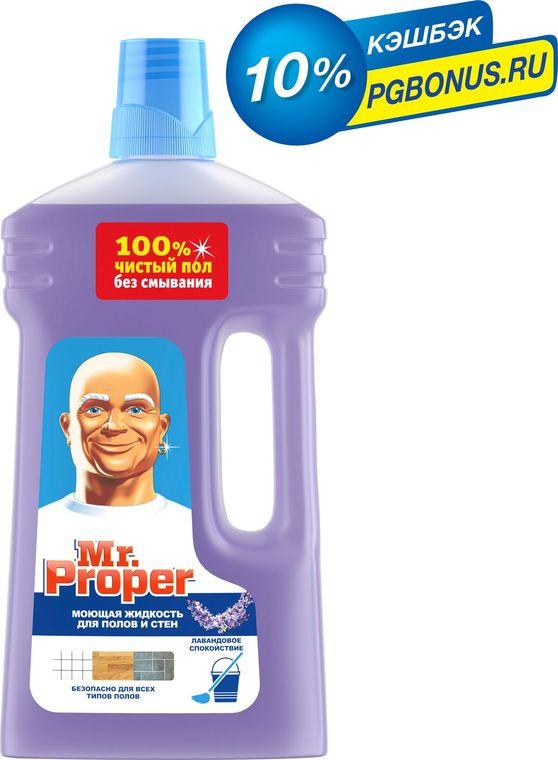 10%
КЭШБЭК
PGBONUS.RU
100%
ЧИСТЫЙ ПОЛ
БЕЗ СМЫВАНИЯ
Mr.
Proper
МОЮЩАЯ ЖИДКОСТЬ
ДЛЯ ПОЛОВ И СТЕН
ЛАВАНДОВОЕ
СПОКОЙСТВИЕ
БЕЗОПАСНО ДЛЯ ВСЕХ
ТИПОВ ПОЛОВ